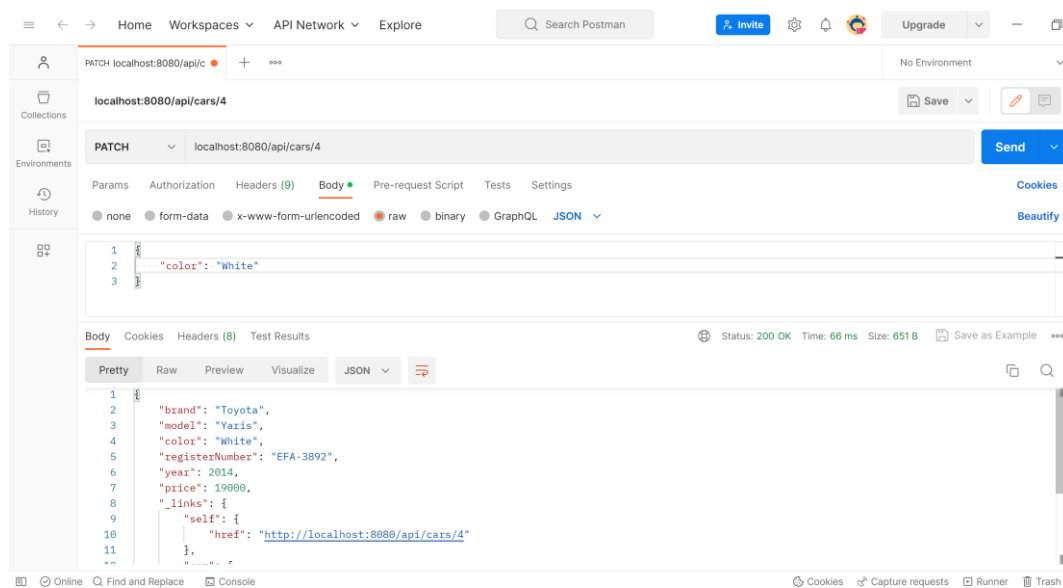 Home Workspaces API Network Explore Search Postman Invite Upgrade
PATCH localhost:8080/api/c No Environment
localhost:8080/api/cars/4 Save
Collections
PATCH localhost:8080/api/cars/4 Send
Environments
Params Authorization Headers (9) Body Pre-request Script Tests Settings Cookies
History
none form-data x-www-form-urlencoded raw binary GraphQL JSON Beautify
1 {
2 "color": "White"
3 }
Body Cookies Headers (8) Test Results Status: 200 OK Time: 66 ms Size: 651 B Save as Example
Pretty Raw Preview Visualize JSON
1 {
2 "brand": "Toyota",
3 "model": "Yaris",
4 "color": "White",
5 "registerNumber": "EFA-3892",
6 "year": 2014,
7 "price": 19000,
8 "_links": {
9 "self": {
10 "href": "http://localhost:8080/api/cars/4"
11 },
Online Find and Replace Console Cookies Capture requests Runner Trash